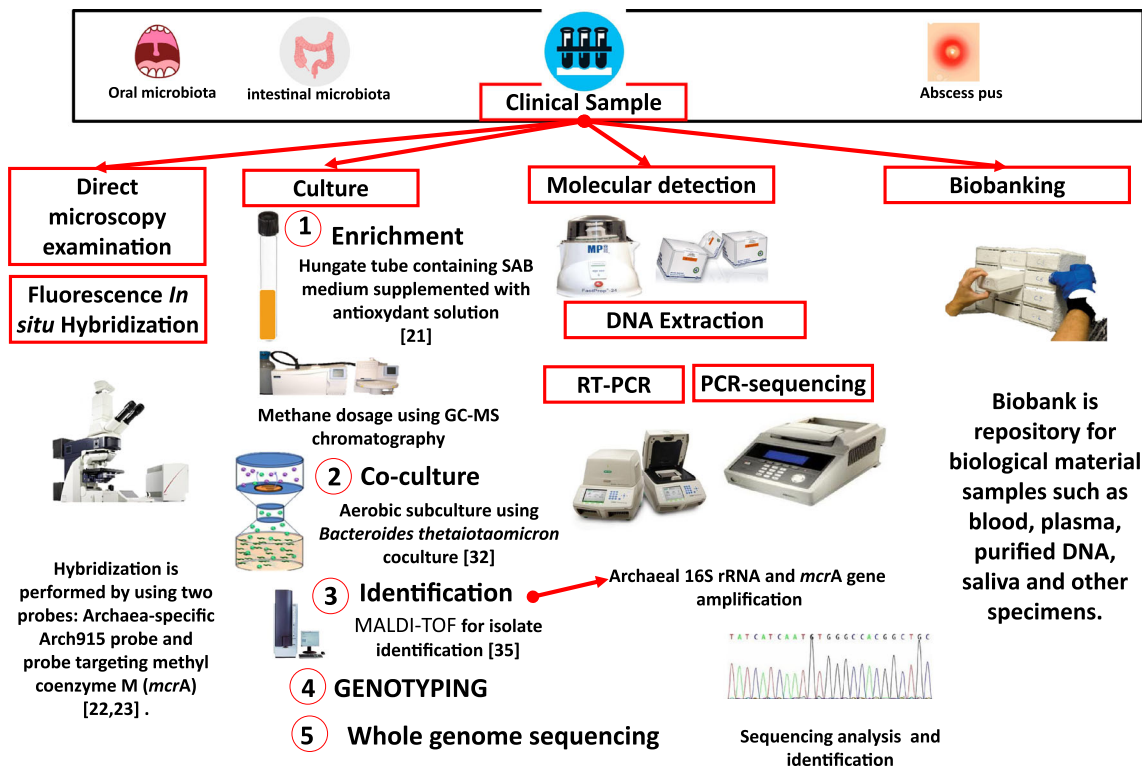 Oral microbiota
intestinal microbiota
Clinical Sample
Abscess pus
Direct
microscopy
examination
Fluorescence In
situ Hybridization
Hybridization is
performed by using two
probes: Archaea-specific
Arch915 probe and
probe targeting methyl
coenzyme M (mcrA)
[22,23] .
Culture
1 Enrichment
Hungate tube containing SAB
medium supplemented with
antioxydant solution
[21]
Methane dosage using GC-MS
chromatography
2 Co-culture
Aerobic subculture using
Bacteroides thetaiotaomicron
coculture [32]
3 Identification
MALDI-TOF for isolate
identification [35]
4 GENOTYPING
5 Whole genome sequencing
Molecular detection
MP
FastPrep-24
DNA Extraction
RT-PCR
PCR-sequencing
Archaeal 16S rRNA and mcrA gene
amplification
TATCATCAATGTGGGCCACGGCTGC
Sequencing analysis and
identification
Biobanking
Biobank is
repository for
biological material
samples such as
blood, plasma,
purified DNA,
saliva and other
specimens.